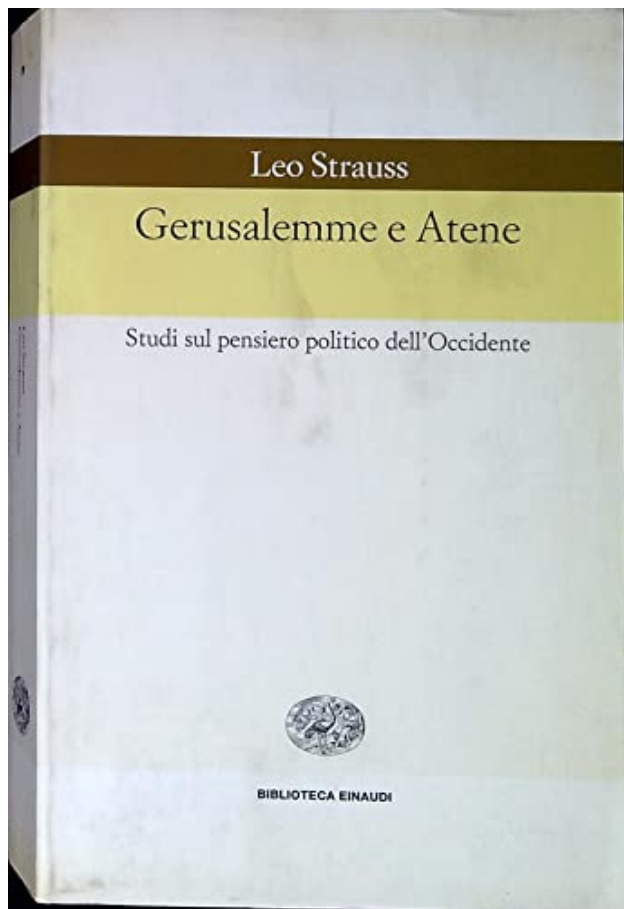 Leo Strauss
Gerusalemme e Atene
Studi sul pensiero politico dell'Occidente
BIBLIOTECA EINAUDI